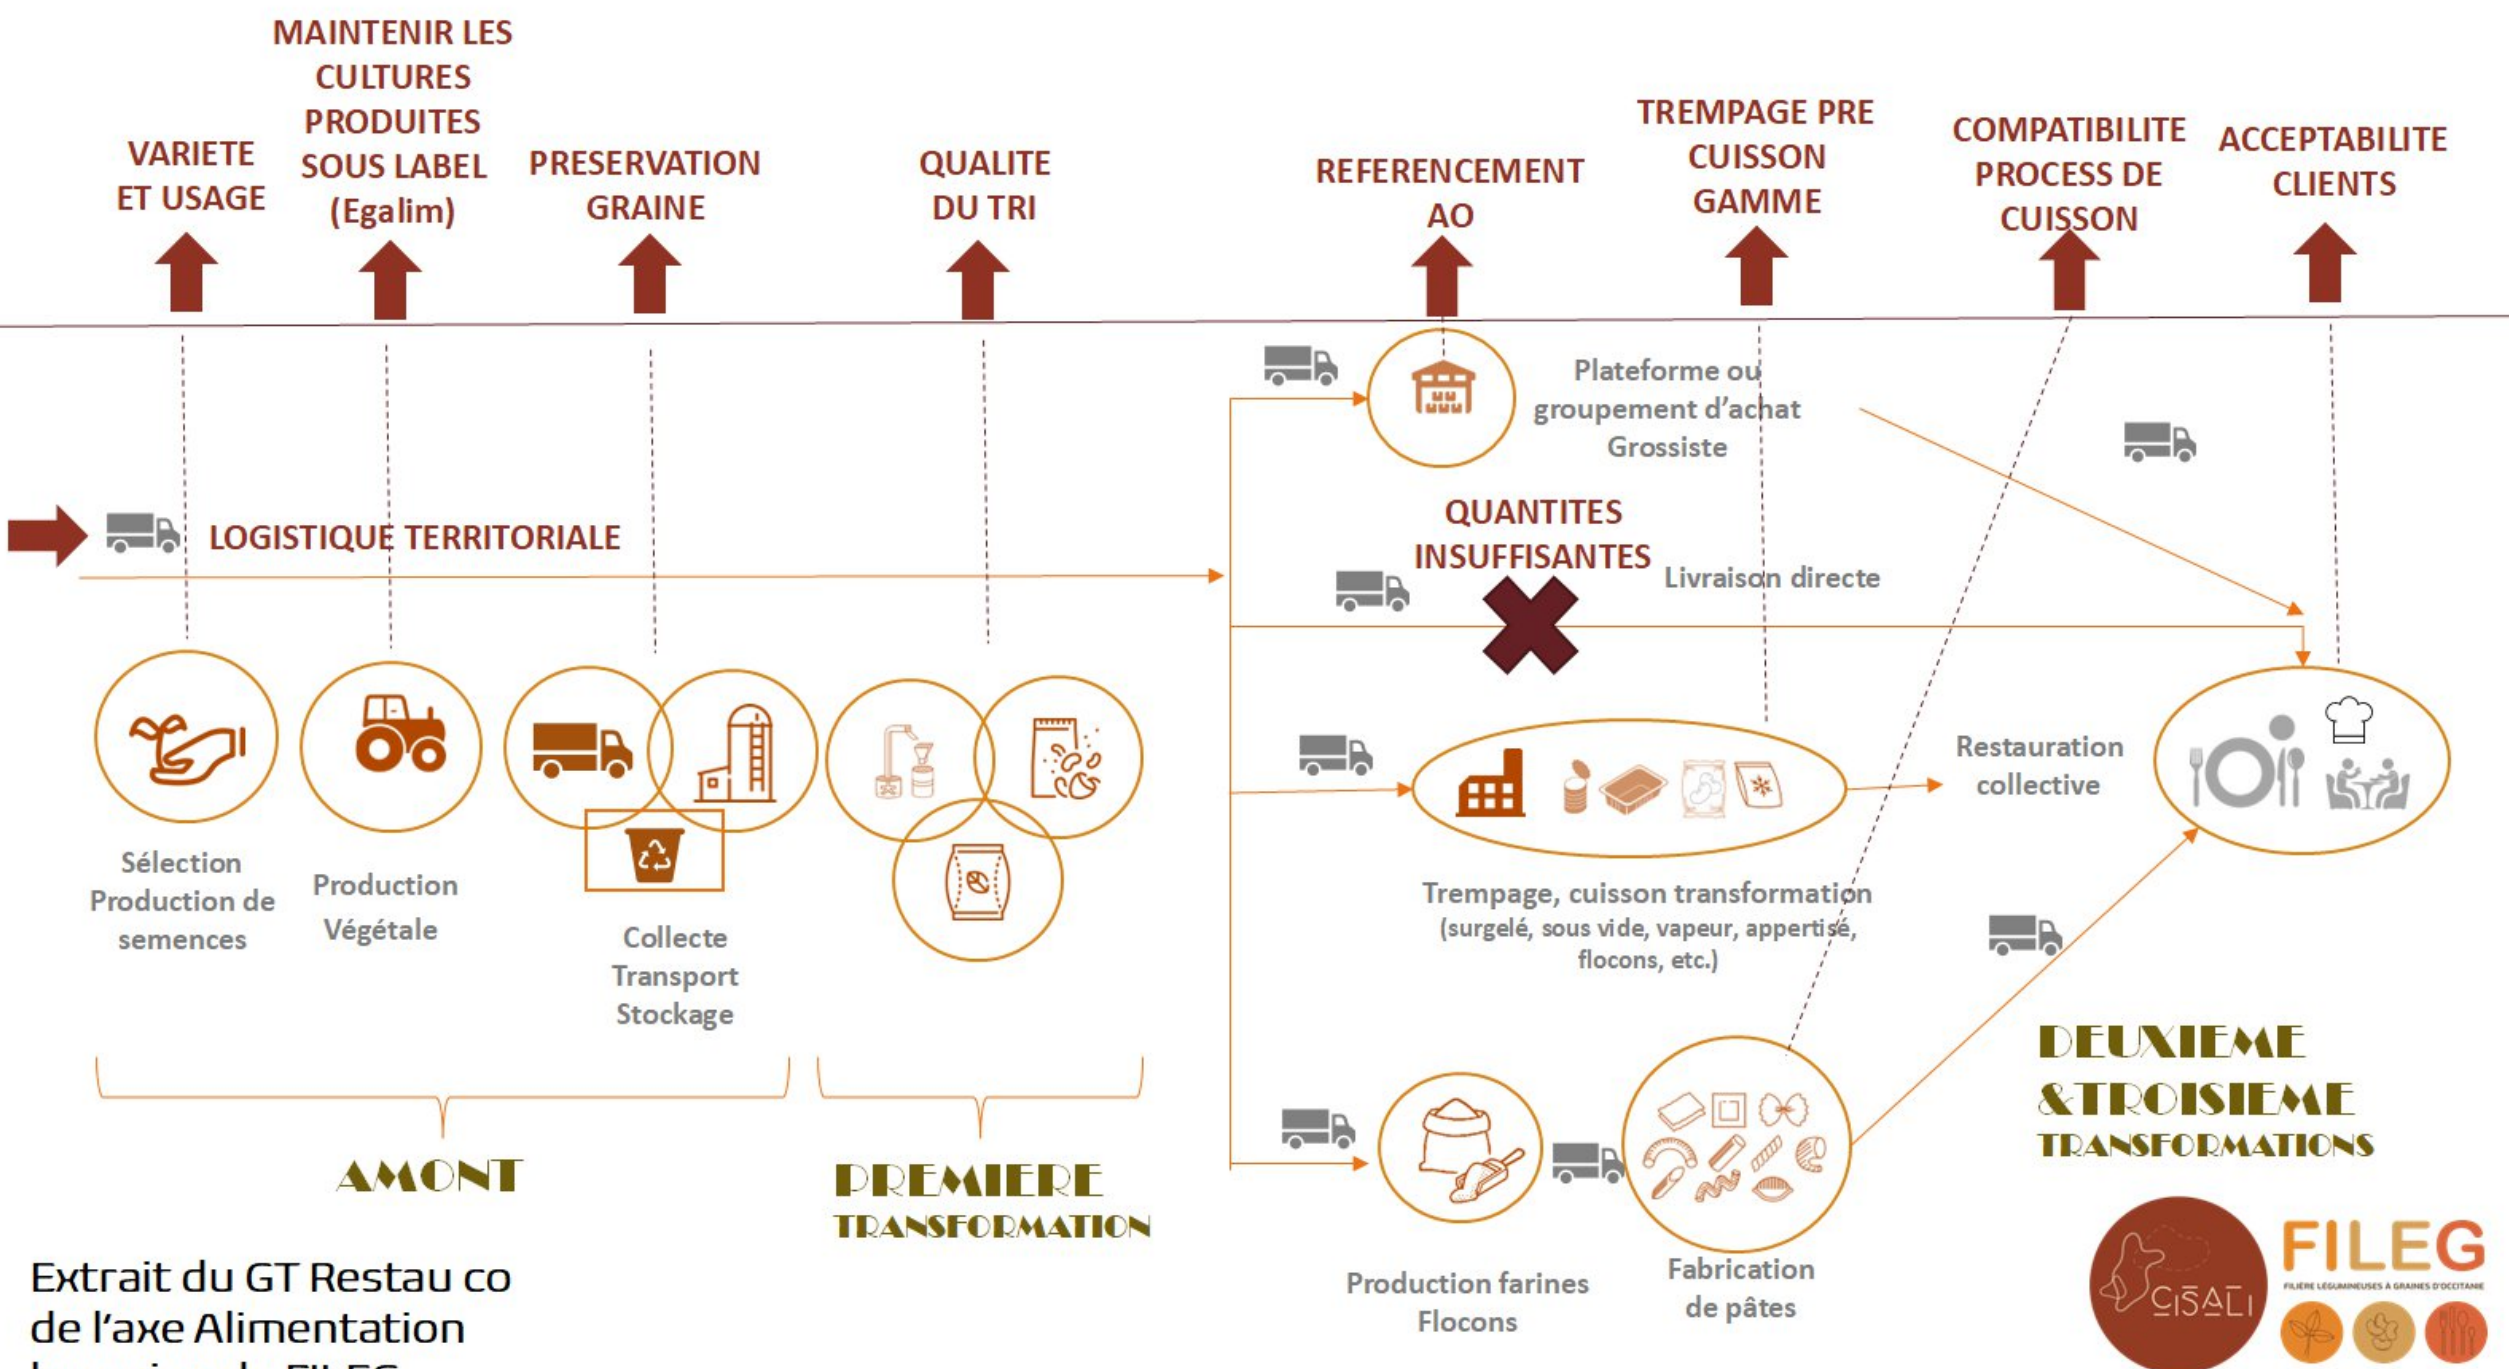 VARIETE
ET USAGE
MAINTENIR LES
CULTURES
PRODUITES
SOUS LABEL
(Egalim)
PRESERVATION
GRAINE
QUALITE
DU TRI
REFERENCEMENT
AO
TREMPAGE PRE
CUISSON
GAMME
COMPATIBILITE
PROCESS DE
CUISSON
ACCEPTABILITE
CLIENTS
Plateforme ou
groupement d'achat
Grossiste
LOGISTIQUE TERRITORIALE
QUANTITES
INSUFFISANTES
Livraison directe
Restauration
collective
Sélection
Production de
semences
Production
Végétale
Collecte
Transport
Stockage
Trempage, cuisson transformation
(surgelé, sous vide, vapeur, appertisé,
flocons, etc.)
AMONT
PREMIERE
TRANSFORMATION
DEUXIEME
&TROISIEME
TRANSFORMATIONS
Production farines
Flocons
Fabrication
de pâtes
Extrait du GT Restau co
de l'axe Alimentation
CISALI
FILEG
FILIÈRE LÉGUMINEUSES À GRAINES D'OCCITANIE